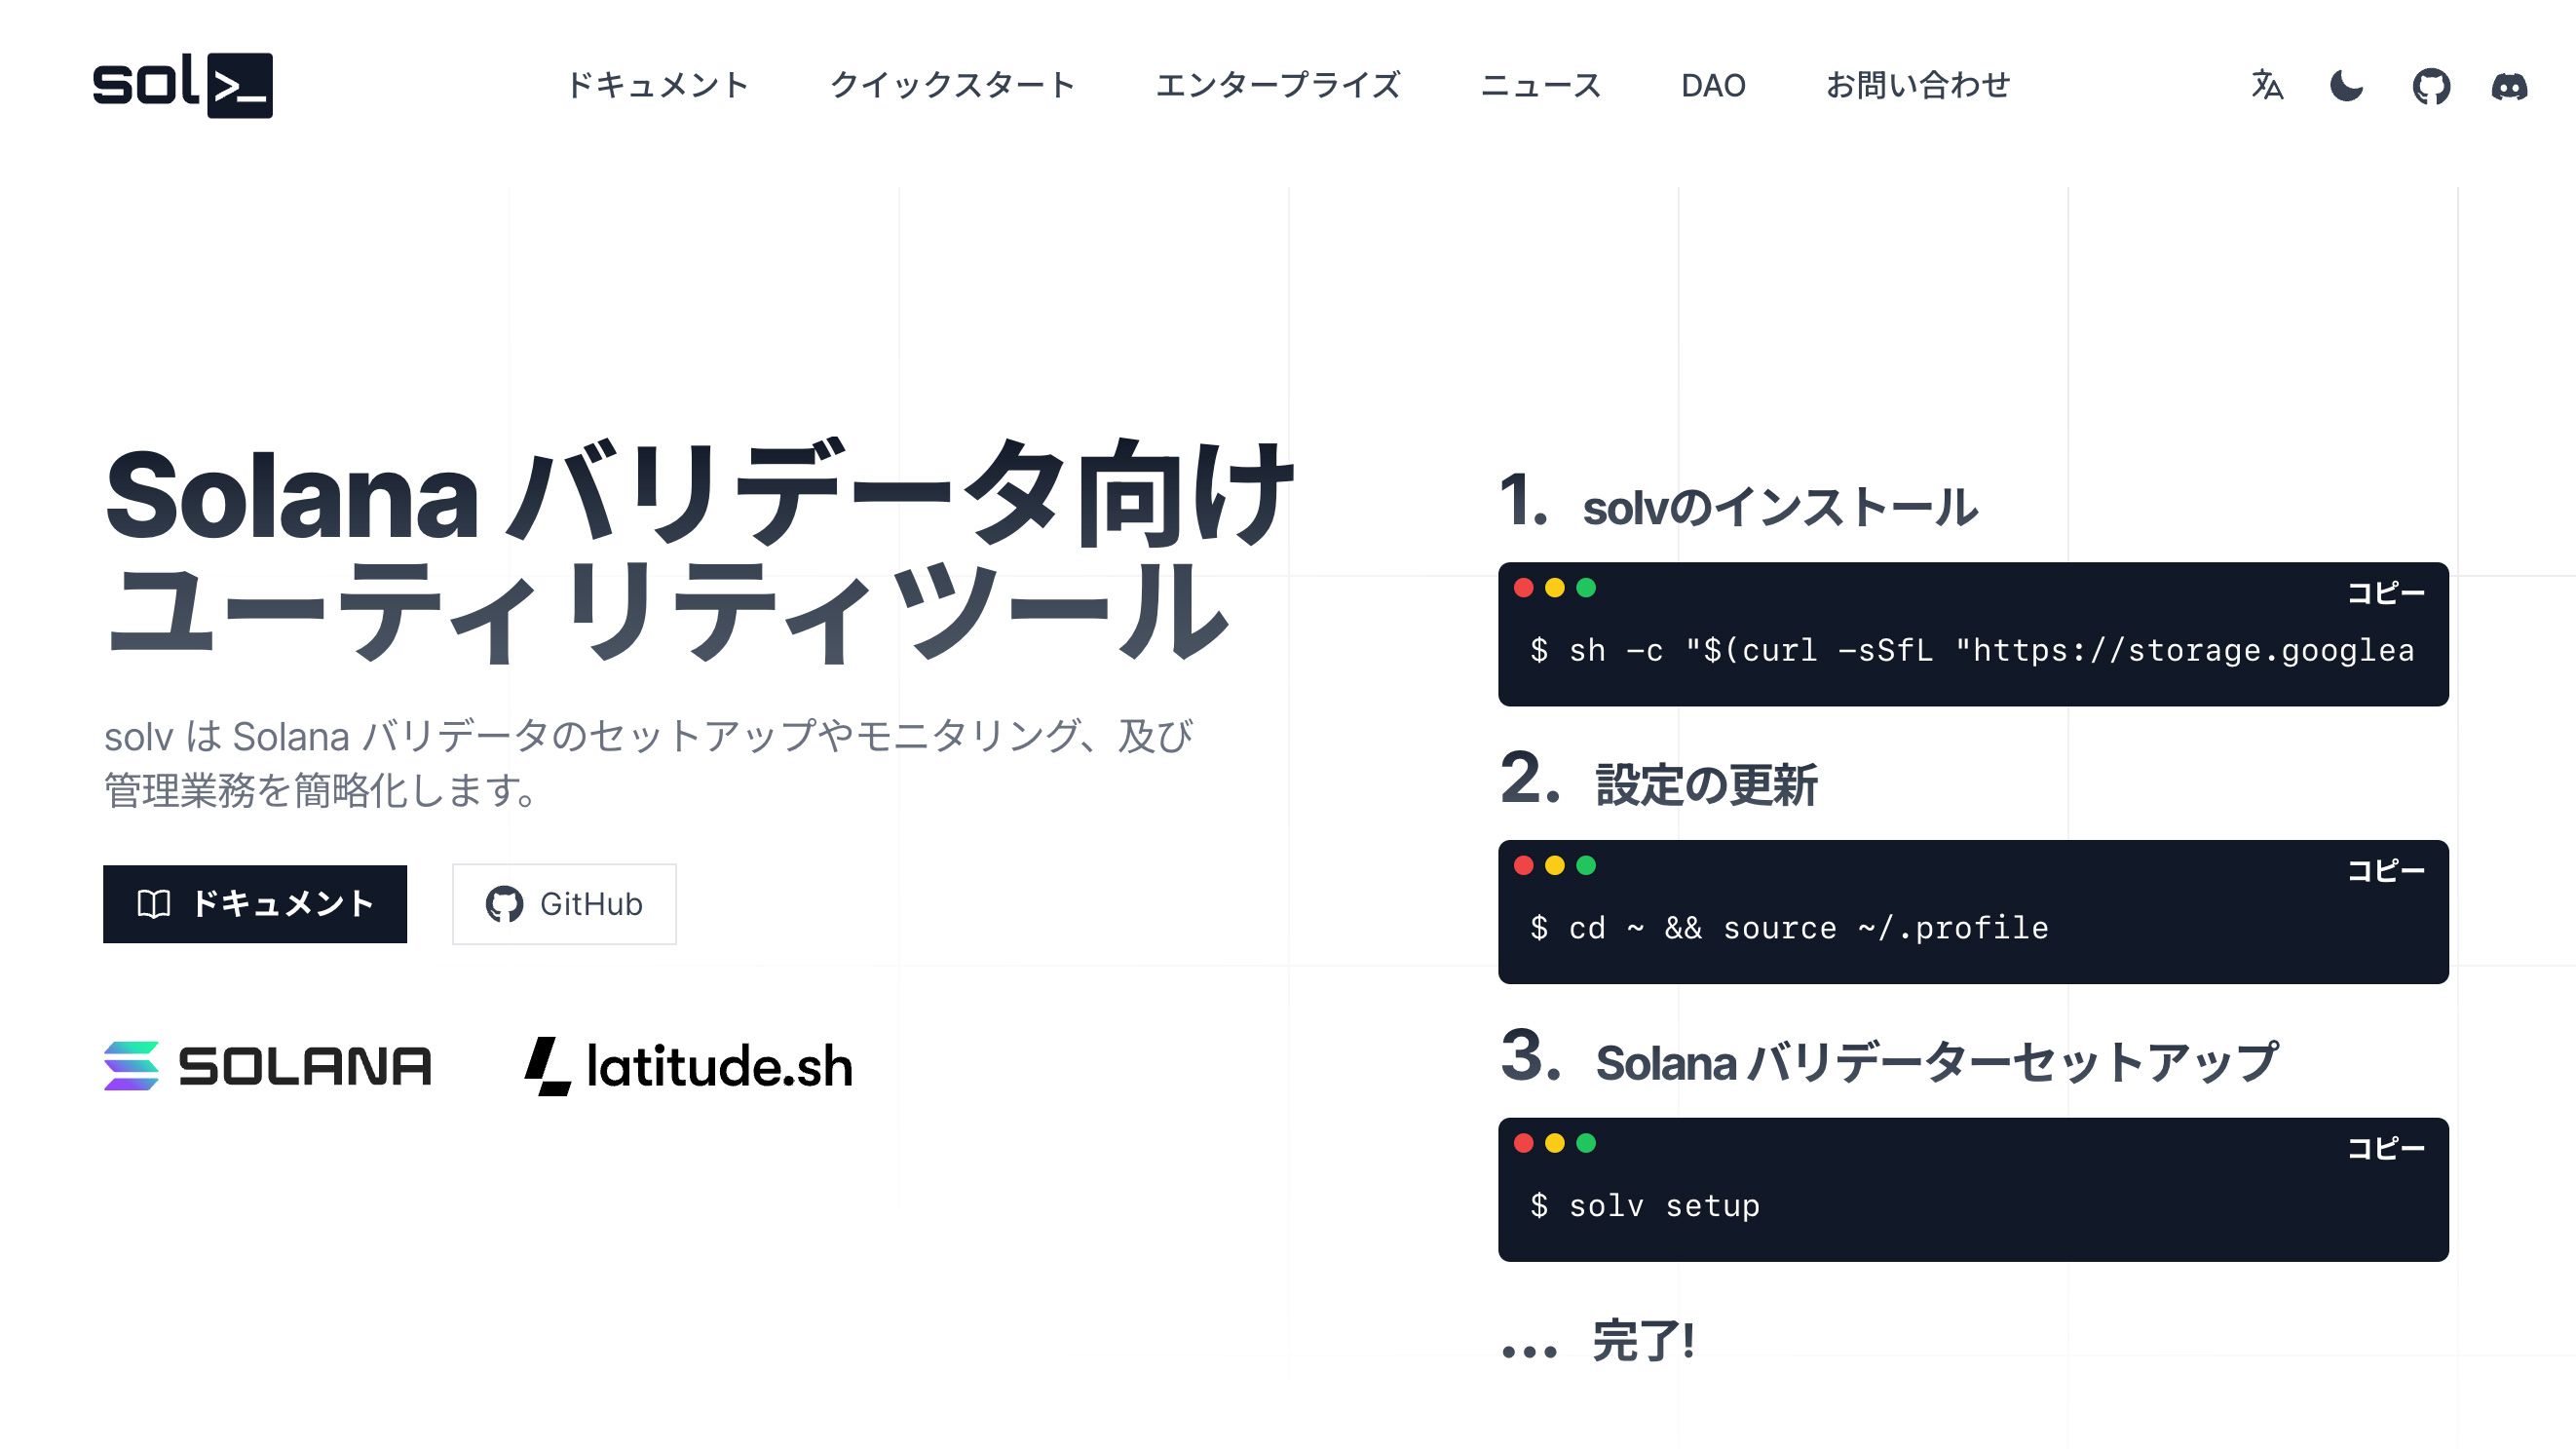 sol>_
ドキュメント
クイックスタート
エンタープライズ
ニュース
DAO
お問い合わせ
Solana バリデータ向け
ユーティリティツール
solv は Solana バリデータのセットアップやモニタリング、及び
管理業務を簡略化します。
ドキュメント
GitHub
SOLANA
latitude.sh
1. solvのインストール
コピー
$ sh -c "$(curl -sSfL "https://storage.googlea
2. 設定の更新
コピー
$ cd ~ && source ~/.profile
3. Solana バリデーターセットアップ
コピー
$ solv setup
... 完了!